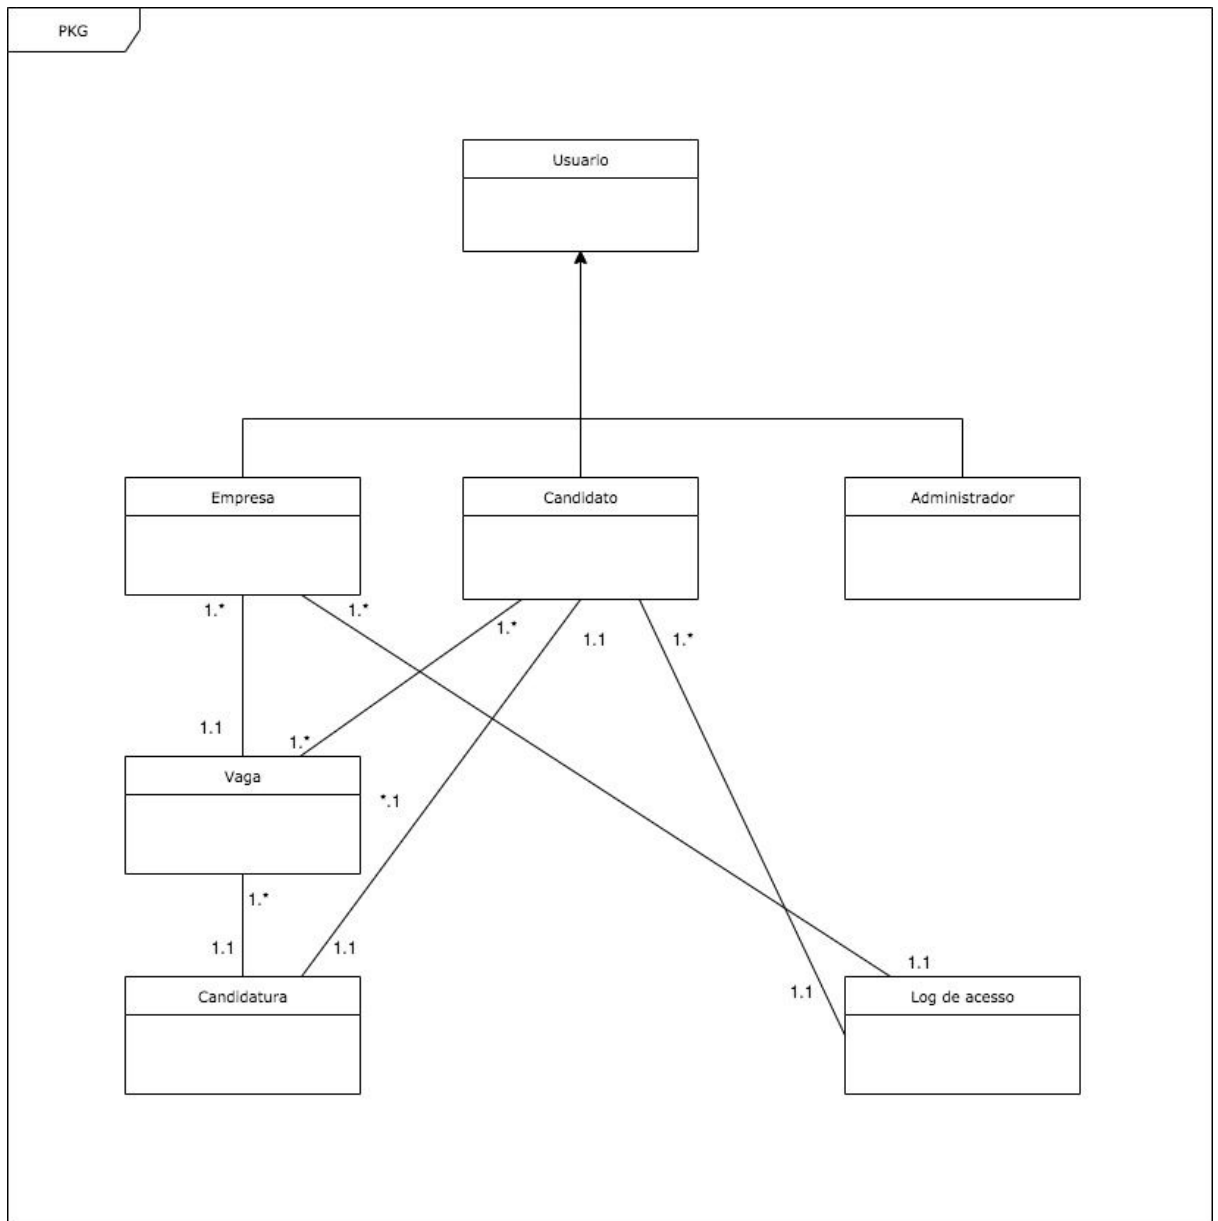 PKG
Usuario
Empresa
Candidato
Administrador
1.*
1.*
1.*
1.1
1.*
1.1
1.*
Vaga
*.1
1.*
1.1
1.1
1.1
1.1
Candidatura
Log de acesso